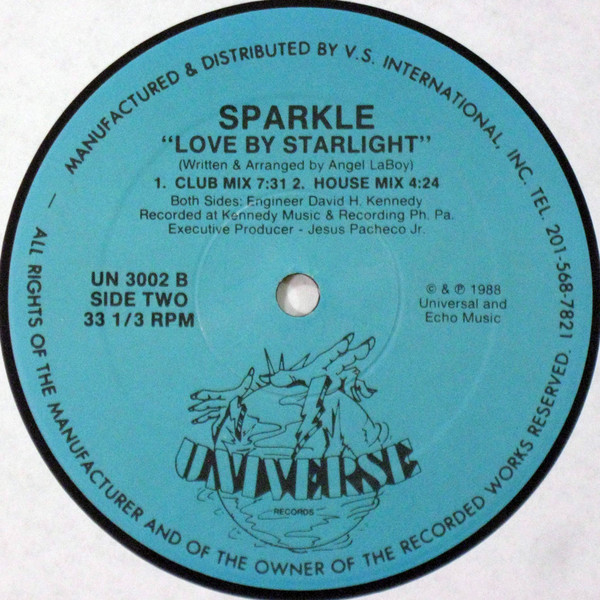 MANUFACTURED & DISTRIBUTED BY V.S. INTERNATIONAL, INC. TEL. 201-568-7821
SPARKLE
"LOVE BY STARLIGHT"
(Written & Arranged by Angel LaBoy)
1. CLUB MIX 7:31 2. HOUSE MIX 4:24
Both Sides: Engineer David H. Kennedy
Recorded at Kennedy Music & Recording Ph. Pa.
Executive Producer - Jesus Pacheco Jr.
UN 3002 B
SIDE TWO
33 1/3 RPM
© & ℗ 1988
Universal and
Echo Music
UNIVERSE
RECORDS
— ALL RIGHTS OF THE MANUFACTURER AND OF THE OWNER OF THE RECORDED WORKS RESERVED.